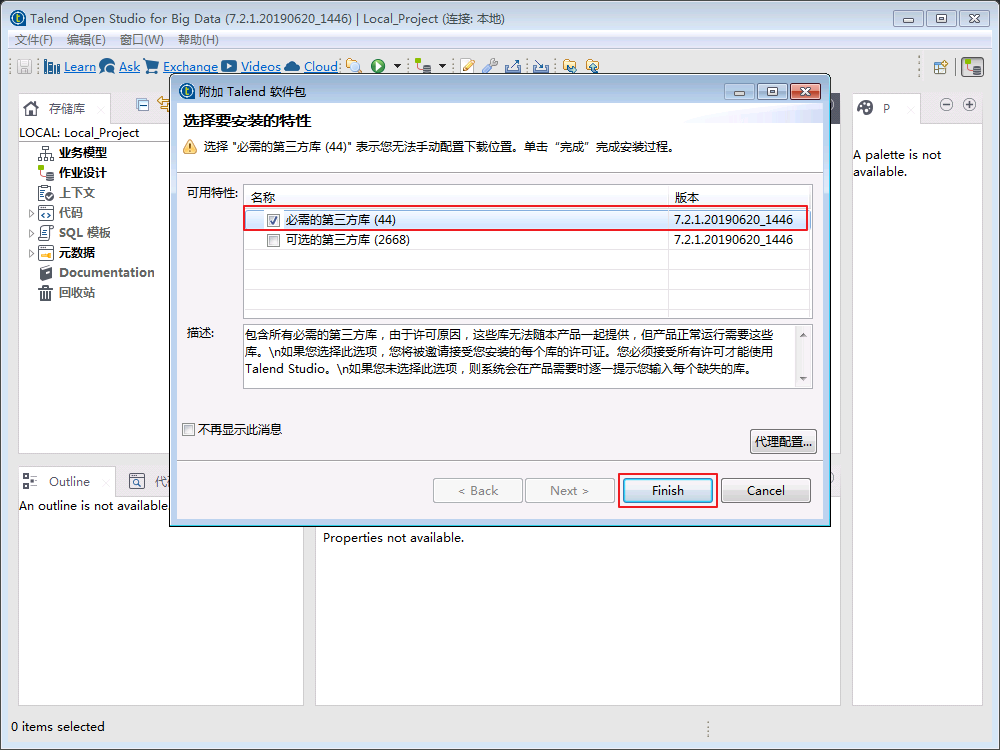 Talend Open Studio for Big Data (7.2.1.20190620_1446) | Local_Project (连接: 本地)
文件(F) 编辑(E) 窗口(W) 帮助(H)
Learn Ask Exchange Videos Cloud
附加 Talend 软件包
存储库
P
选择要安装的特性
LOCAL: Local_Project
选择 "必需的第三方库 (44)" 表示您无法手动配置下载位置。单击 “完成” 完成安装过程。
A palette is not
available.
业务模型
作业设计
上下文
代码
SQL 模板
元数据
Documentation
回收站
可用特性:
名称 版本
必需的第三方库 (44) 7.2.1.20190620_1446
可选的第三方库 (2668) 7.2.1.20190620_1446
描述:
包含所有必需的第三方库，由于许可原因，这些库无法随本产品一起提供，但产品正常运行需要这些
库。\n如果您选择此选项，您将被邀请接受您安装的每个库的许可证。您必须接受所有许可才能使用
Talend Studio。\n如果您未选择此选项，则系统会在产品需要时逐一提示您输入每个缺失的库。
不再显示此消息
代理配置...
< Back Next > Finish Cancel
Outline
An outline is not available
Properties not available.
0 items selected